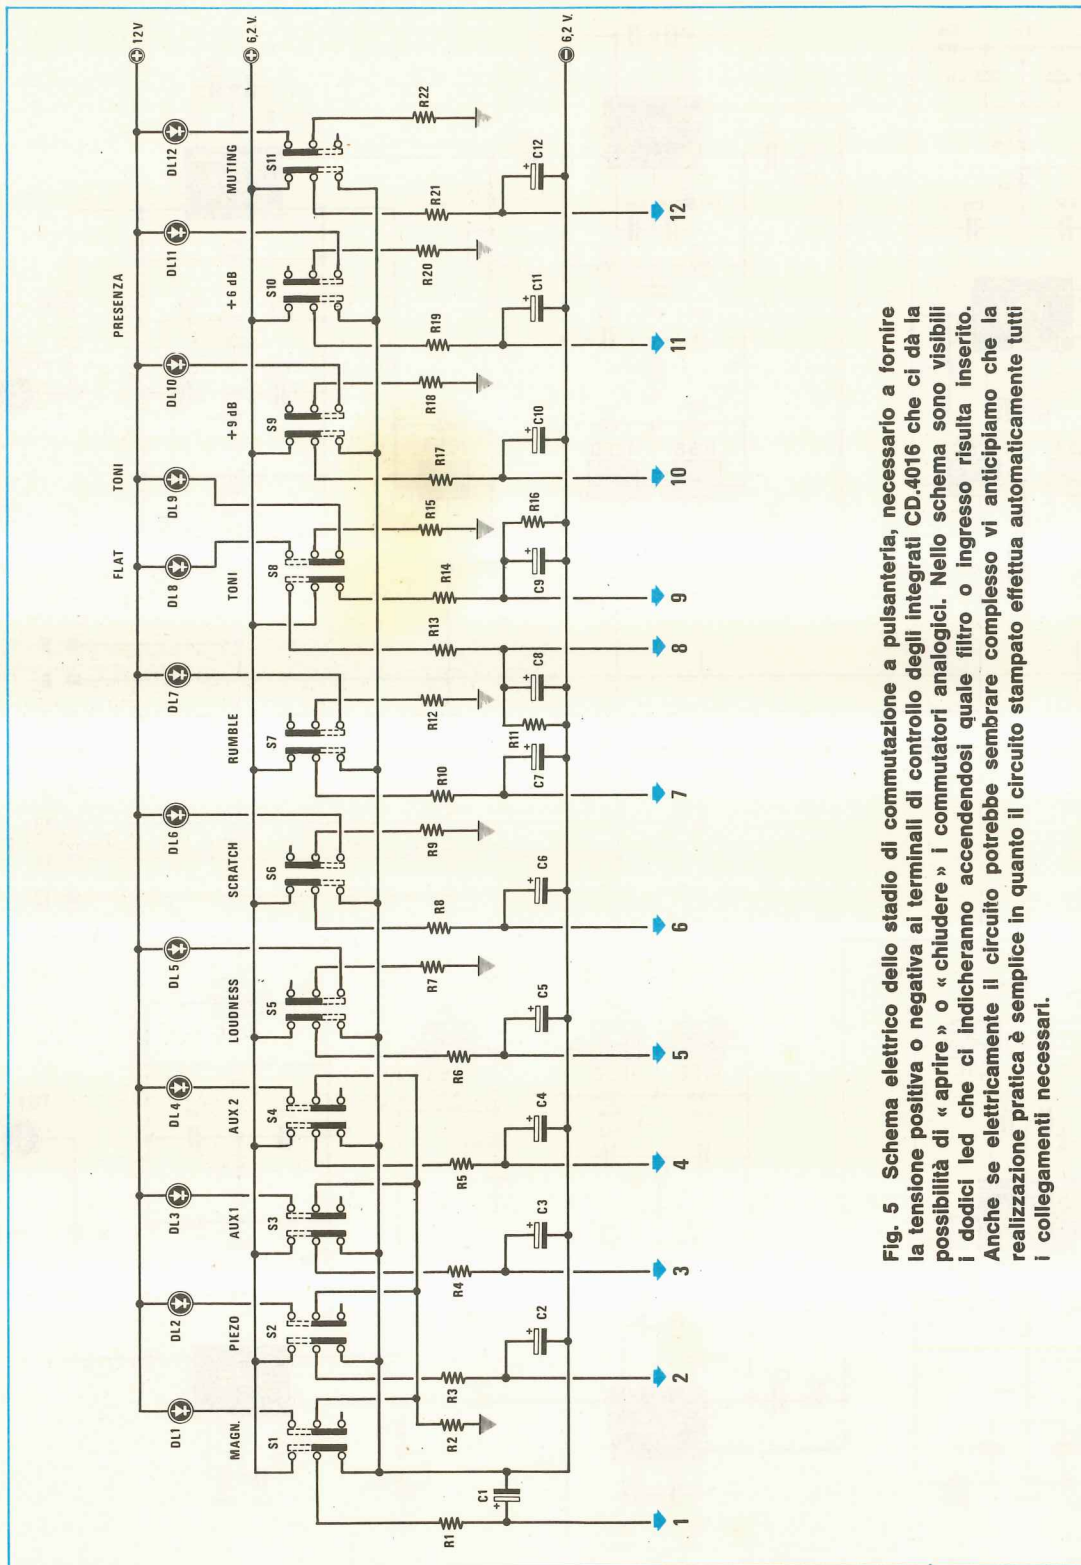 12V
6,2 V.
6,2 V.
DL1
DL2
DL3
DL4
DL5
DL6
DL7
DL8
DL9
DL10
DL11
DL12
FLAT
TONI
PRESENZA
MAGN.
PIEZO
AUX1
AUX 2
LOUDNESS
SCRATCH
RUMBLE
TONI
+9 dB
+6 dB
MUTING
S1
S2
S3
S4
S5
S6
S7
S8
S9
S10
S11
R1
R2
R3
R4
R5
R6
R7
R8
R9
R10
R11
R12
R13
R14
R15
R16
R17
R18
R19
R20
R21
R22
C1
C2
C3
C4
C5
C6
C7
C8
C9
C10
C11
C12
1
2
3
4
5
6
7
8
9
10
11
12
Fig. 5 Schema elettrico dello stadio di commutazione a pulsanteria, necessario a fornire
la tensione positiva o negativa ai terminali di controllo degli integrati CD.4016 che ci dà la
possibilità di « aprire » o « chiudere » i commutatori analogici. Nello schema sono visibili
i dodici led che ci indicheranno accendendosi quale filtro o ingresso risulta inserito.
Anche se elettricamente il circuito potrebbe sembrare complesso vi anticipiamo che la
realizzazione pratica è semplice in quanto il circuito stampato effettua automaticamente tutti
i collegamenti necessari.